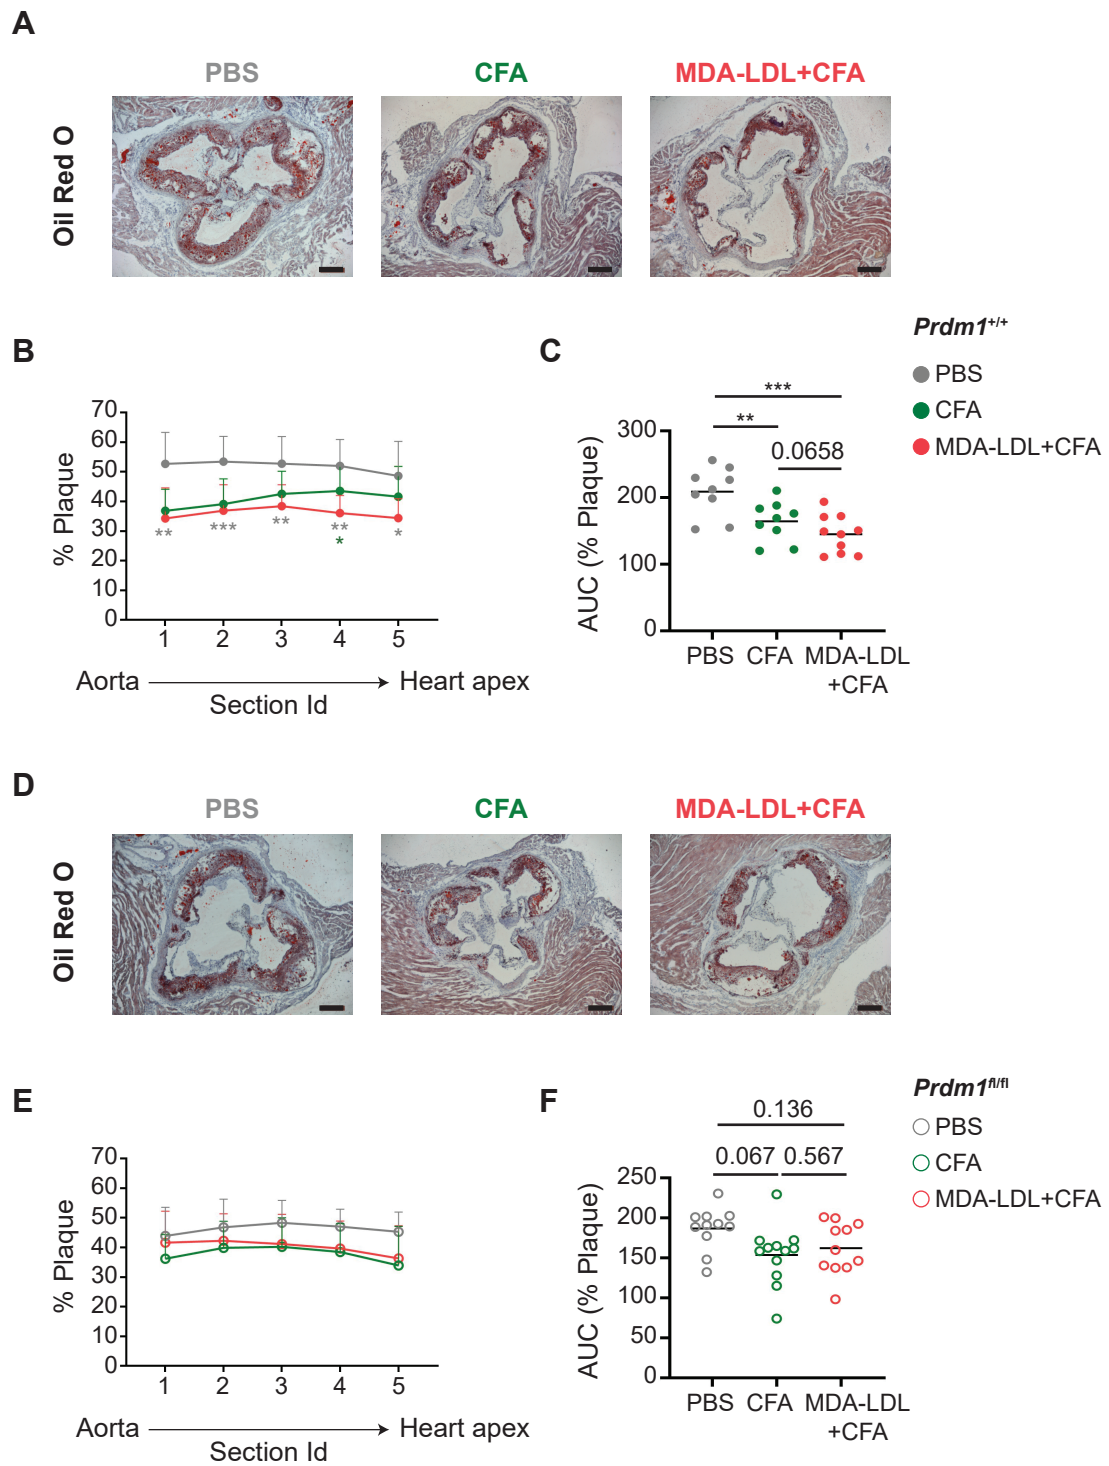 A
PBS
CFA
MDA-LDL+CFA
Oil Red O
B
% Plaque
70
60
50
40
30
20
10
0
** *** ** ** *
*
1 2 3 4 5
Aorta Heart apex
Section Id
C
AUC (% Plaque)
***
**
0.0658
300
200
100
0
PBS CFA MDA-LDL
+CFA
Prdm1+/+
PBS
CFA
MDA-LDL+CFA
D
PBS
CFA
MDA-LDL+CFA
Oil Red O
E
% Plaque
70
60
50
40
30
20
10
0
1 2 3 4 5
Aorta Heart apex
Section Id
F
AUC (% Plaque)
0.136
0.067 0.567
250
200
150
100
50
0
PBS CFA MDA-LDL
+CFA
Prdm1fl/fl
PBS
CFA
MDA-LDL+CFA